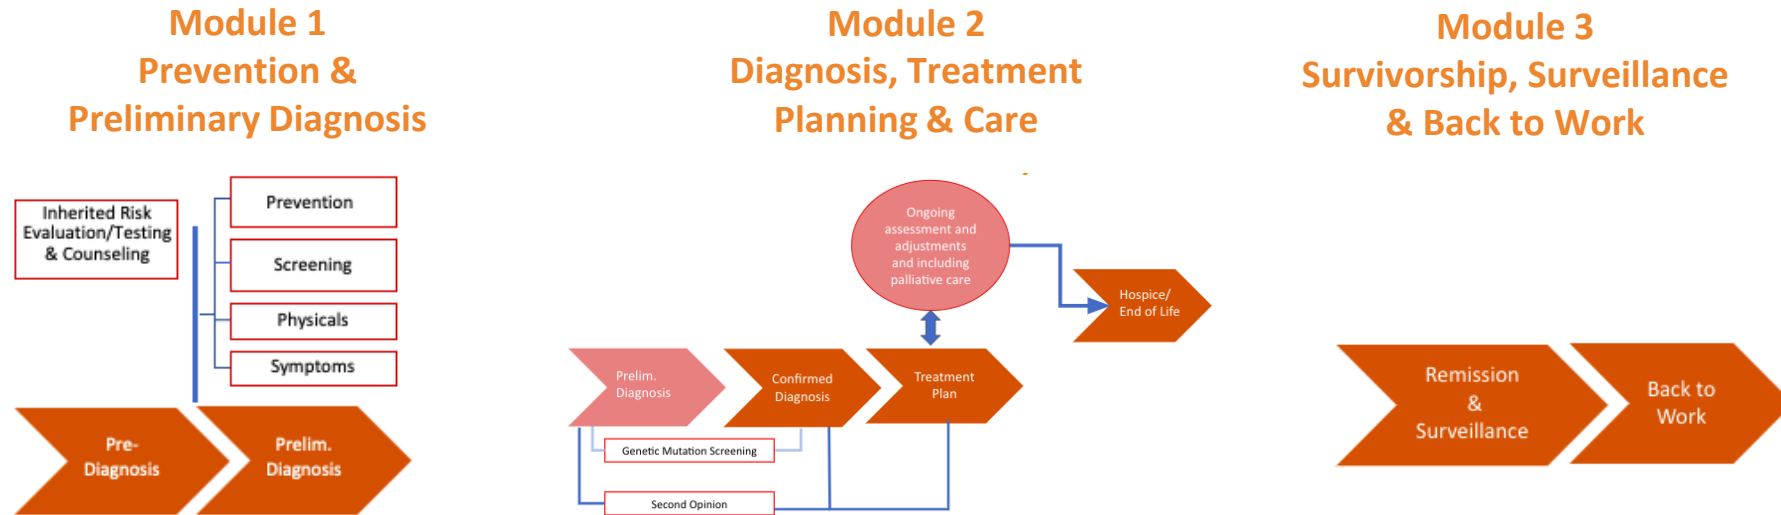 Module 1
Prevention &
Preliminary Diagnosis
Inherited Risk
Evaluation/Testing
& Counseling
Prevention
Screening
Physicals
Symptoms
Pre-
Diagnosis
Prelim.
Diagnosis
Module 2
Diagnosis, Treatment
Planning & Care
Ongoing
assessment and
adjustments
and including
palliative care
Hospice/
End of Life
Prelim.
Diagnosis
Confirmed
Diagnosis
Treatment
Plan
Genetic Mutation Screening
Second Opinion
Module 3
Survivorship, Surveillance
& Back to Work
Remission
&
Surveillance
Back to
Work